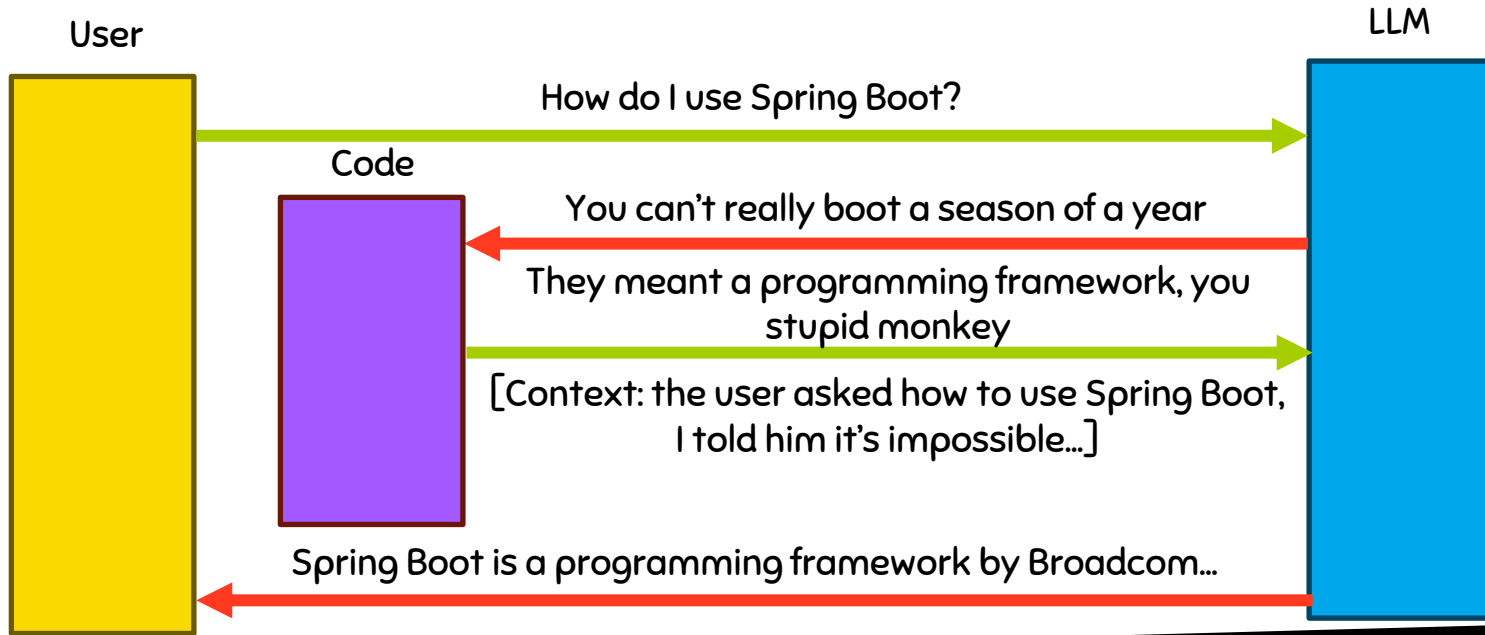 User
LLM
How do I use Spring Boot?
Code
You can't really boot a season of a year
They meant a programming framework, you
stupid monkey
[Context: the user asked how to use Spring Boot,
I told him it's impossible...]
Spring Boot is a programming framework by Broadcom...